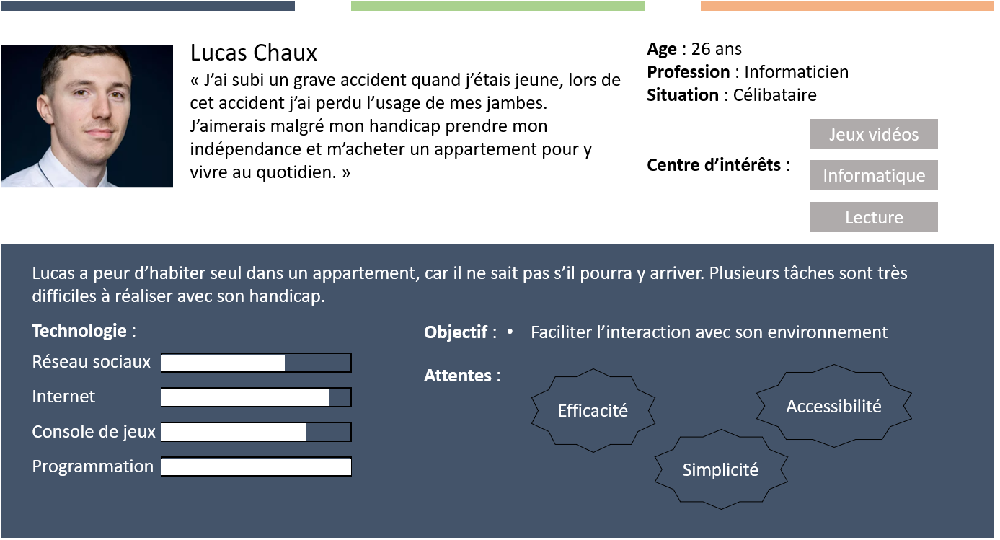 Lucas Chaux
« J’ai subi un grave accident quand j’étais jeune, lors de
cet accident j’ai perdu l’usage de mes jambes.
J’aimerais malgré mon handicap prendre mon
indépendance et m’acheter un appartement pour y
vivre au quotidien. »
Age : 26 ans
Profession : Informaticien
Situation : Célibataire
Centre d’intérêts :
Jeux vidéos
Informatique
Lecture
Lucas a peur d’habiter seul dans un appartement, car il ne sait pas s’il pourra y arriver. Plusieurs tâches sont très
difficiles à réaliser avec son handicap.
Technologie :
Réseau sociaux
Internet
Console de jeux
Programmation
Objectif : • Faciliter l’interaction avec son environnement
Attentes :
Efficacité
Accessibilité
Simplicité